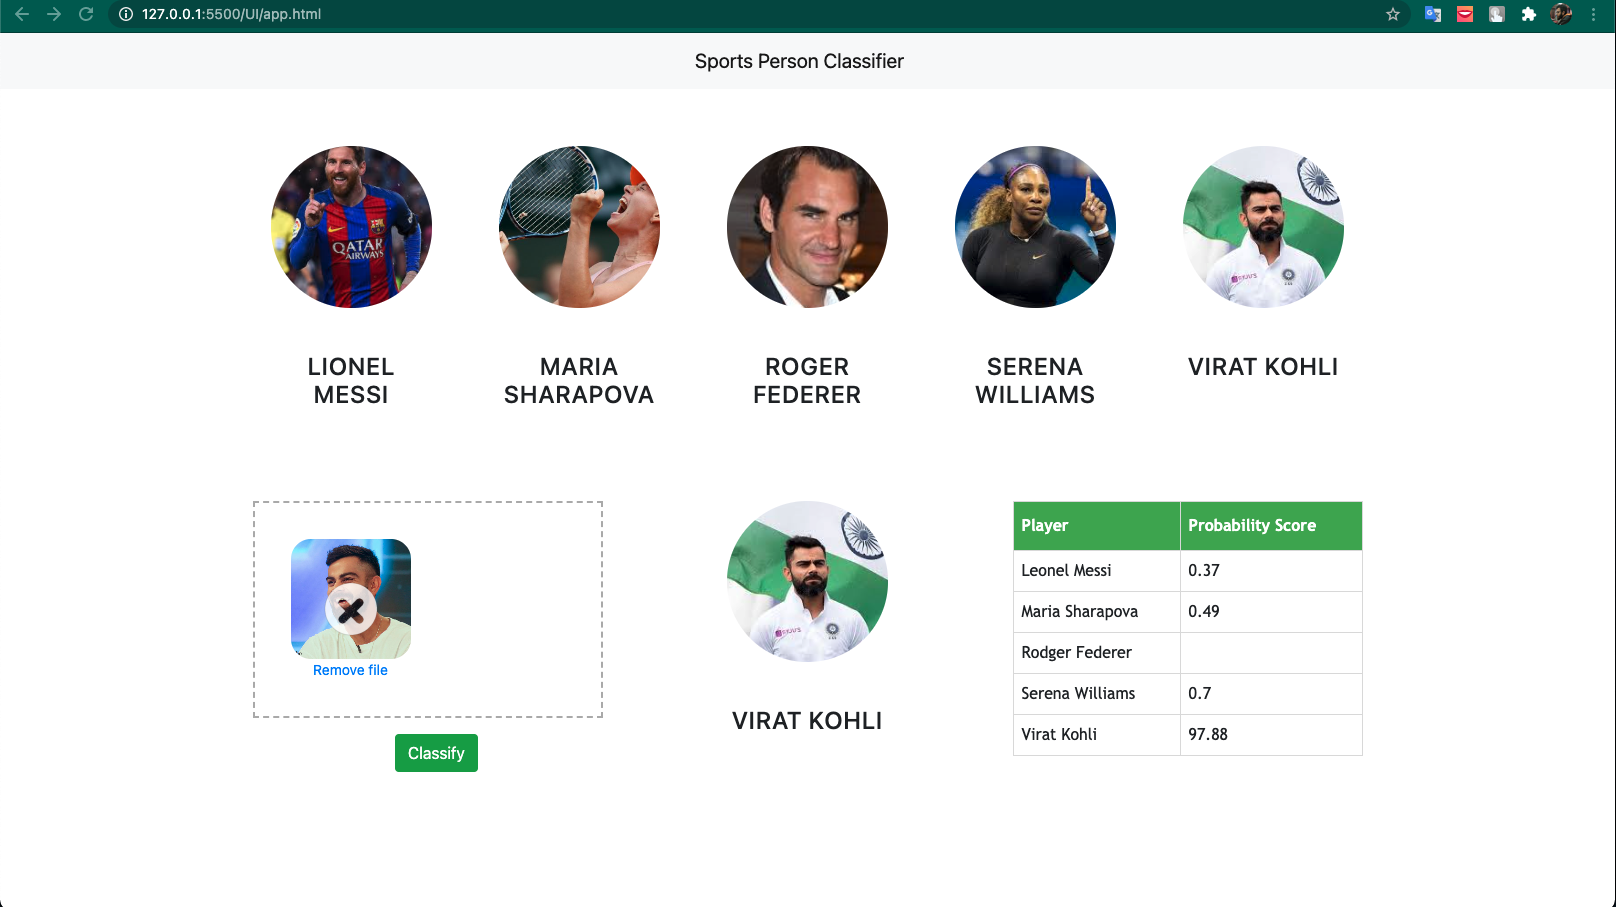 127.0.0.1:5500/UI/app.html
Sports Person Classifier
QATAR
AIRWAYS
LIONEL
MESSI
MARIA
SHARAPOVA
ROGER
FEDERER
SERENA
WILLIAMS
VIRAT KOHLI
Remove file
Classify
VIRAT KOHLI
Player Probability Score
Leonel Messi 0.37
Maria Sharapova 0.49
Rodger Federer
Serena Williams 0.7
Virat Kohli 97.88